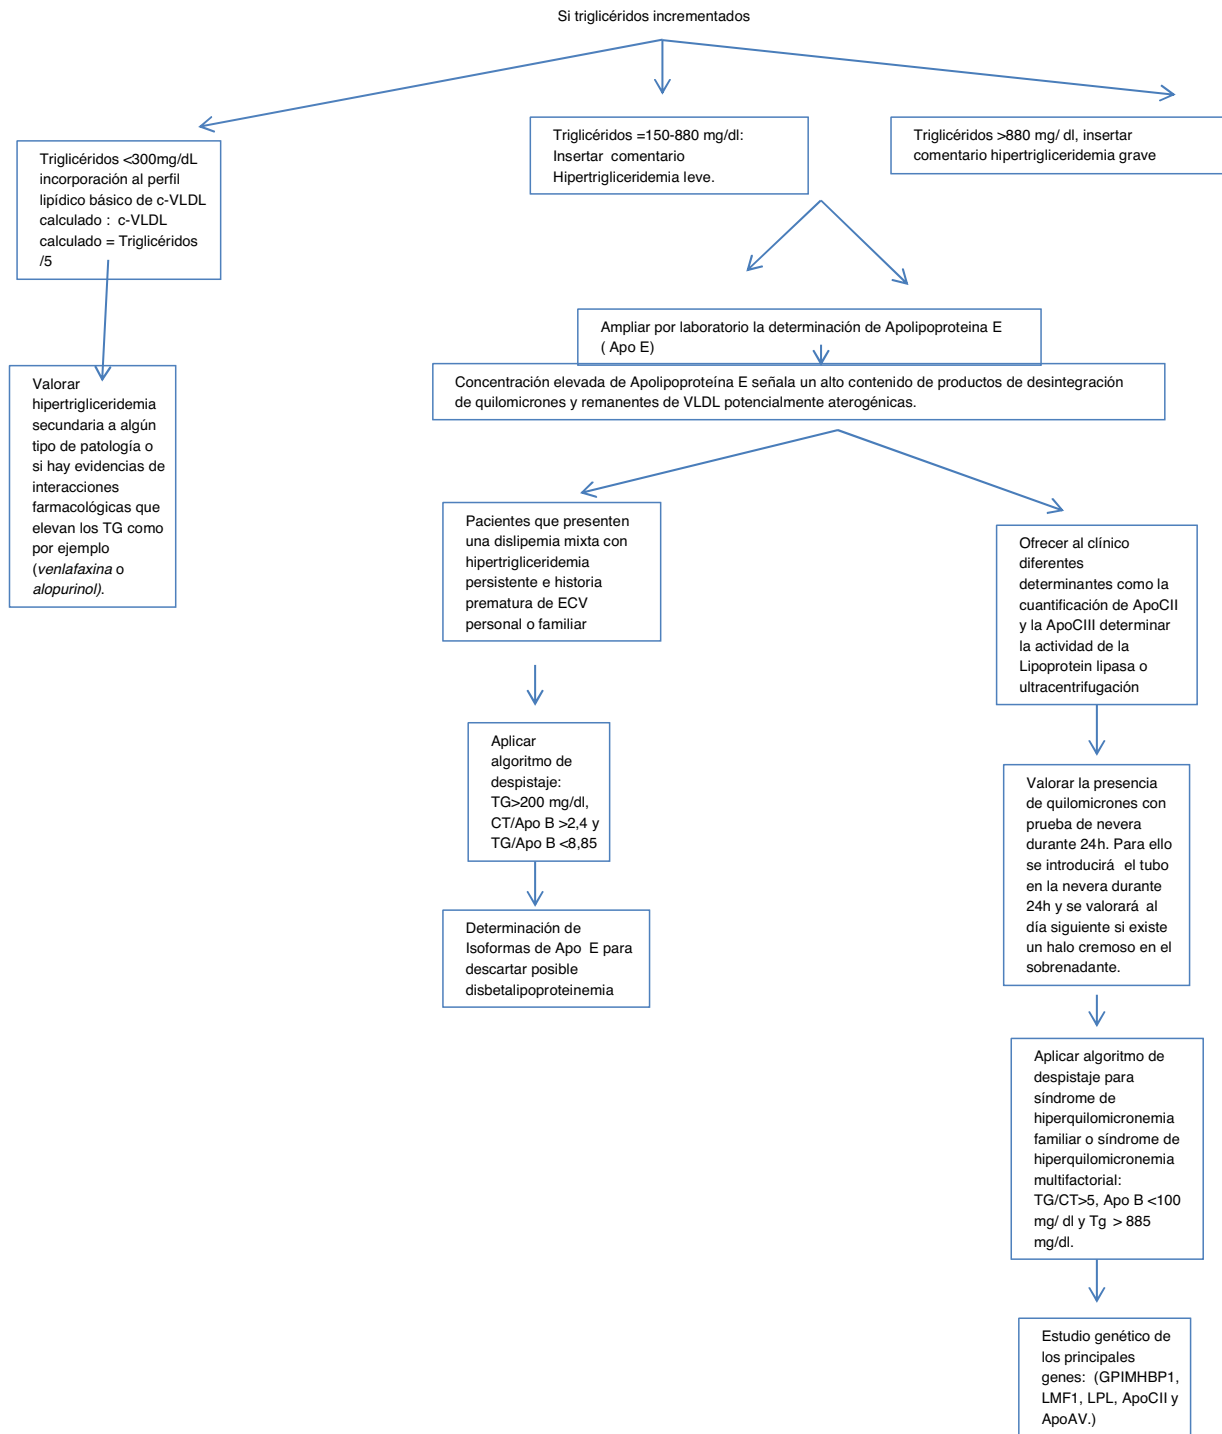 Si triglicéridos incrementados
Triglicéridos <300mg/dL
incorporación al perfil
lipídico básico de c-VLDL
calculado : c-VLDL
calculado = Triglicéridos
/5
Triglicéridos =150-880 mg/dl:
Insertar comentario
Hipertrigliceridemia leve.
Triglicéridos >880 mg/ dl, insertar
comentario hipertrigliceridemia grave
Ampliar por laboratorio la determinación de Apolipoproteina E
( Apo E)
Concentración elevada de Apolipoproteína E señala un alto contenido de productos de desintegración
de quilomicrones y remanentes de VLDL potencialmente aterogénicas.
Valorar
hipertrigliceridemia
secundaria a algún
tipo de patología o
si hay evidencias de
interacciones
farmacológicas que
elevan los TG como
por ejemplo
(venlafaxina o
alopurinol).
Pacientes que presenten
una dislipemia mixta con
hipertrigliceridemia
persistente e historia
prematura de ECV
personal o familiar
Aplicar
algoritmo de
despistaje:
TG>200 mg/dl,
CT/Apo B >2,4 y
TG/Apo B <8,85
Determinación de
Isoformas de Apo E para
descartar posible
disbetalipoproteinemia
Ofrecer al clínico
diferentes
determinantes como la
cuantificación de ApoCII
y la ApoCIII determinar
la actividad de la
Lipoprotein lipasa o
ultracentrifugación
Valorar la presencia
de quilomicrones con
prueba de nevera
durante 24h. Para ello
se introducirá el tubo
en la nevera durante
24h y se valorará al
día siguiente si existe
un halo cremoso en el
sobrenadante.
Aplicar algoritmo de
despistaje para
síndrome de
hiperquilomicronemia
familiar o síndrome de
hiperquilomicronemia
multifactorial:
TG/CT>5, Apo B <100
mg/ dl y Tg > 885
mg/dl.
Estudio genético de
los principales
genes: (GPIMHBP1,
LMF1, LPL, ApoCII y
ApoAV.)